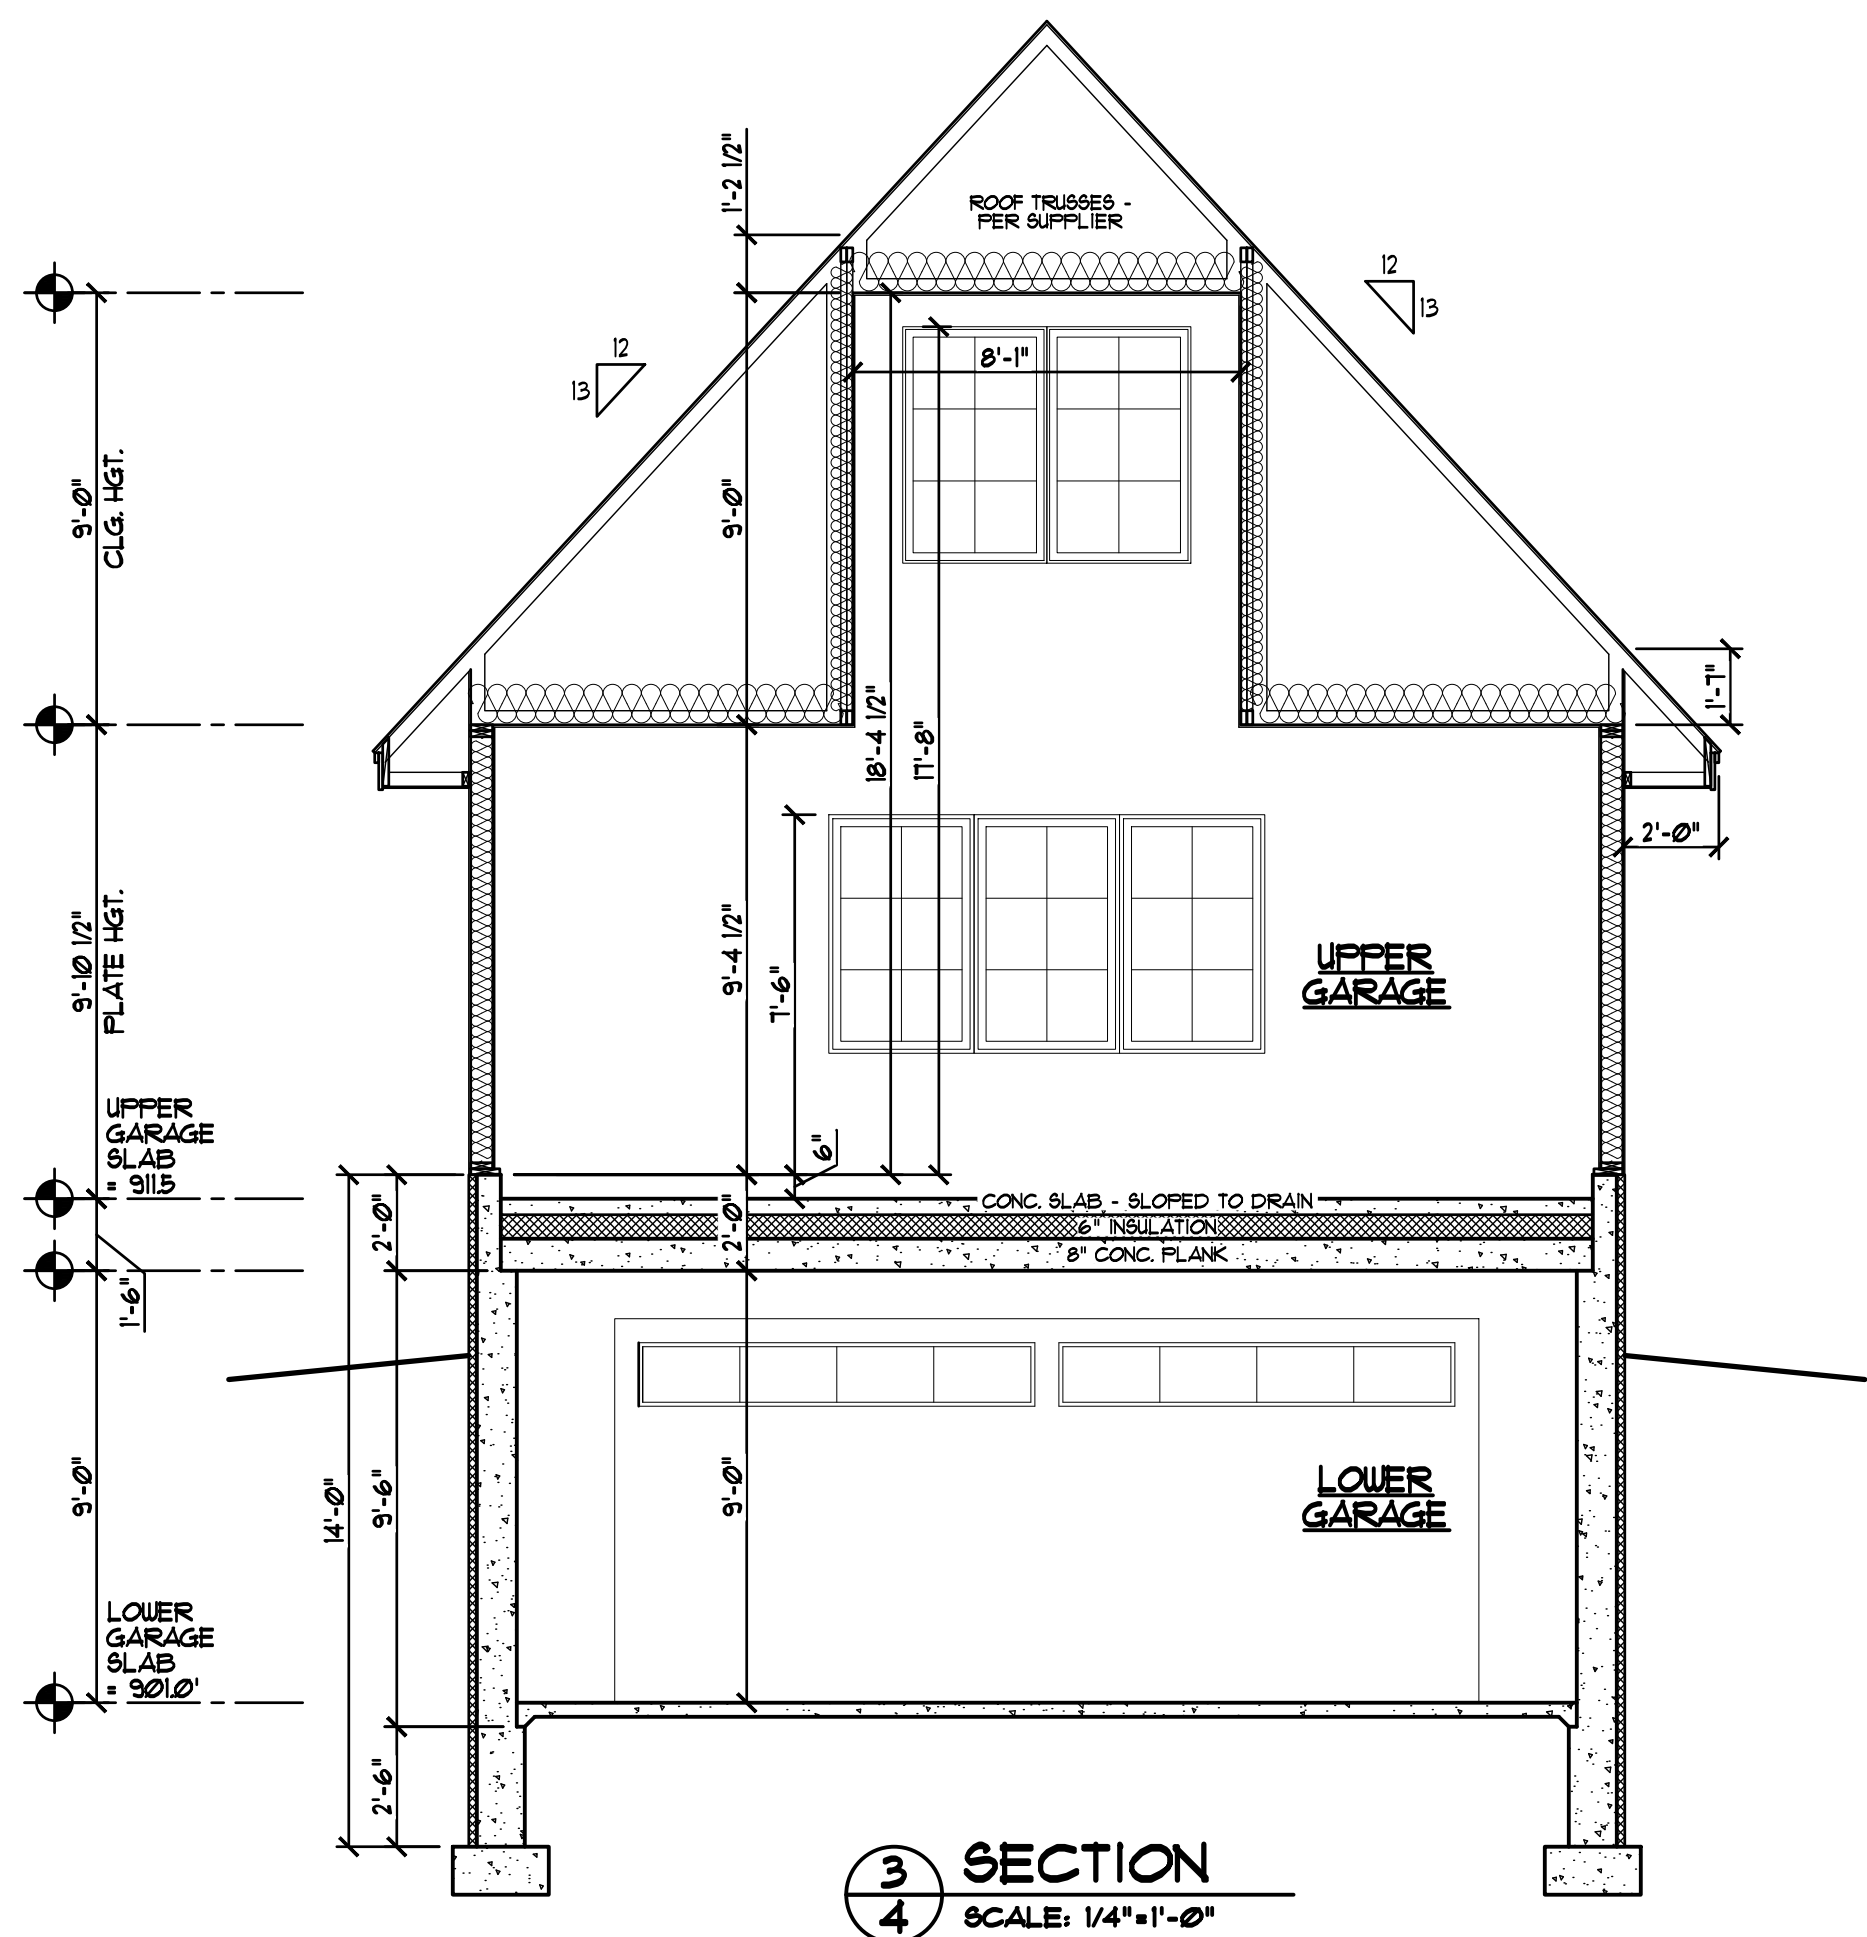 1'-2 1/2"
ROOF TRUSSES -
PER SUPPLIER
12
13
12
13
8'-1"
9'-0"
CLG. HGT.
9'-0"
18'-4 1/2"
17'-8"
1'-7"
2'-0"
9'-10 1/2"
PLATE HGT.
9'-4 1/2"
7'-6"
UPPER
GARAGE
6"
UPPER
GARAGE
SLAB
= 911.5
2'-0"
2'-0"
CONC. SLAB - SLOPED TO DRAIN
6" INSULATION
8" CONC. PLANK
1'-6"
9'-0"
14'-0"
9'-6"
9'-0"
LOWER
GARAGE
LOWER
GARAGE
SLAB
= 901.0'
2'-6"
3
4
SECTION
SCALE: 1/4"=1'-0"